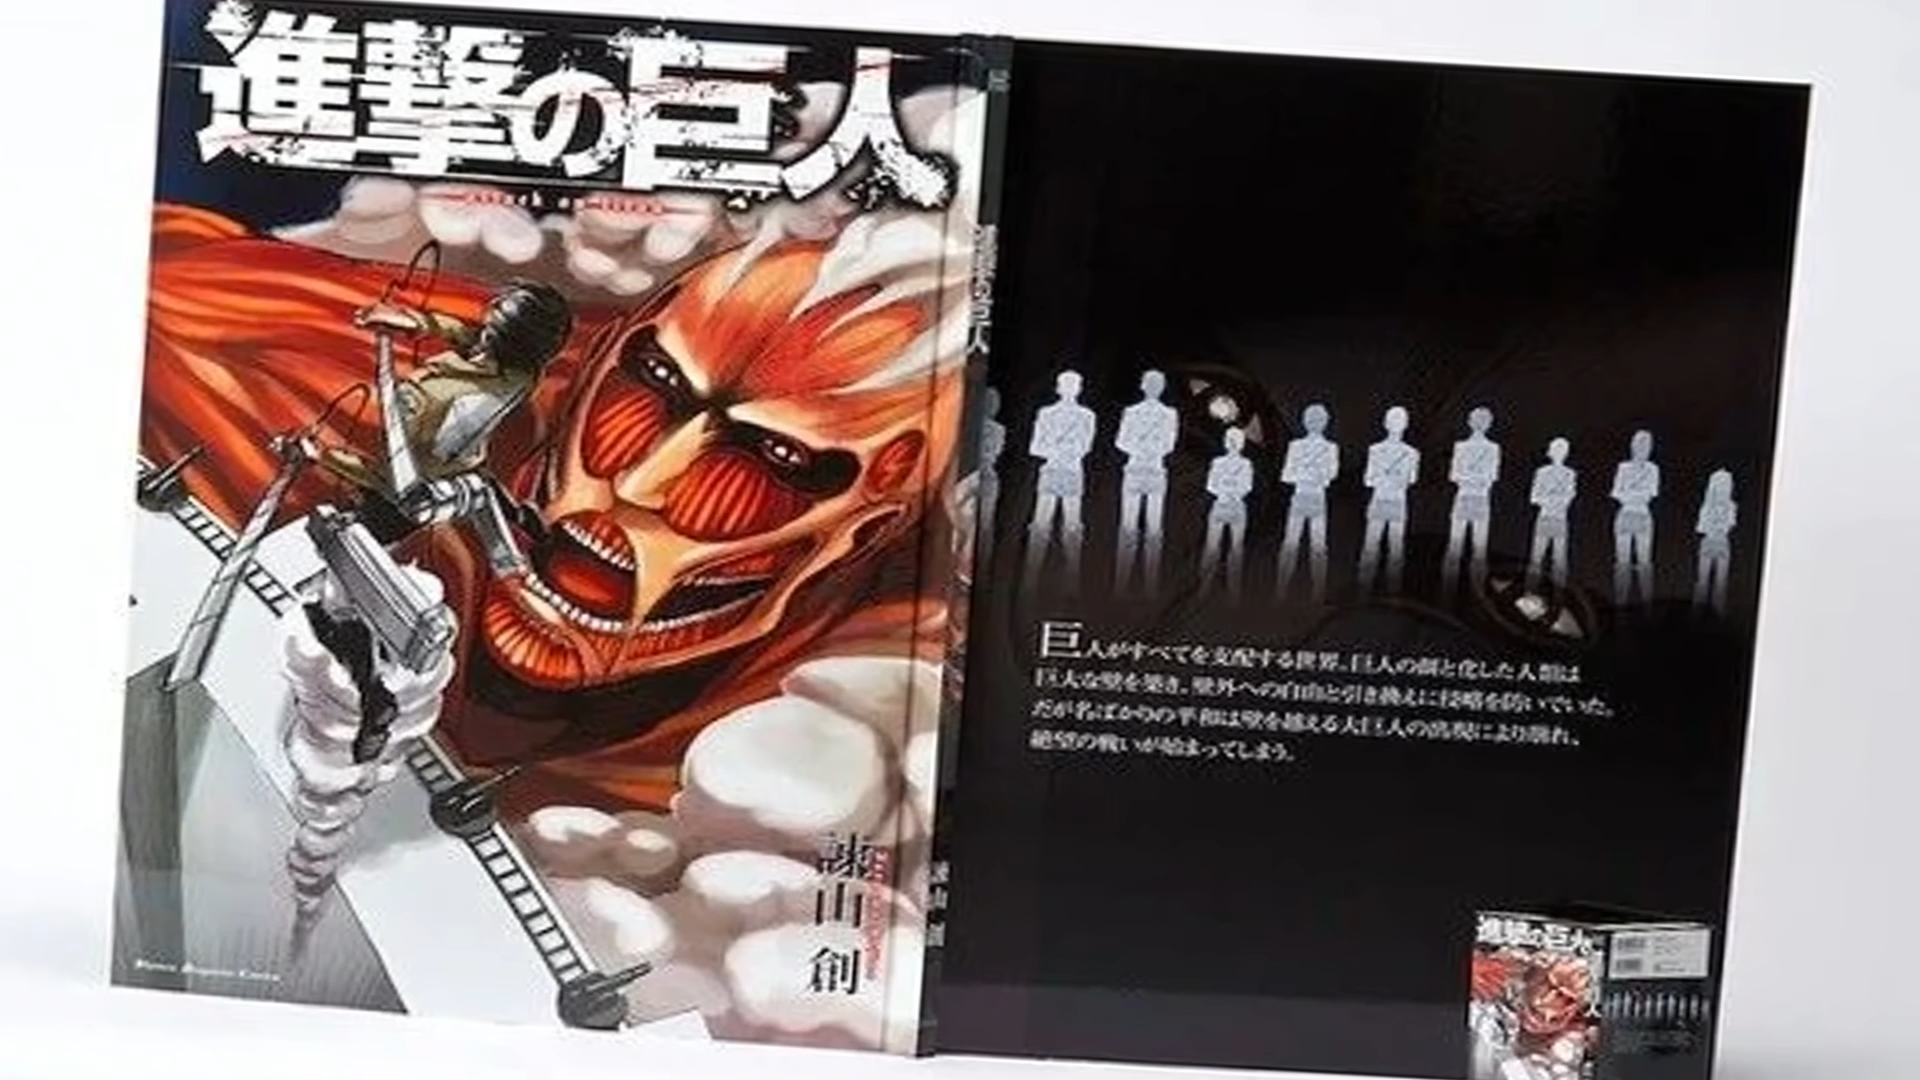 進撃の巨人
諫山創
進撃の巨人
巨人がすべてを支配する世界。巨人の餌と化した人類は
巨大な壁を築き、壁外への自由と引き換えに侵略を防いでいた。
だが名ばかりの平和は壁を越える大巨人の出現により崩れ、
絶望の戦いが始まってしまう。
進撃の巨人